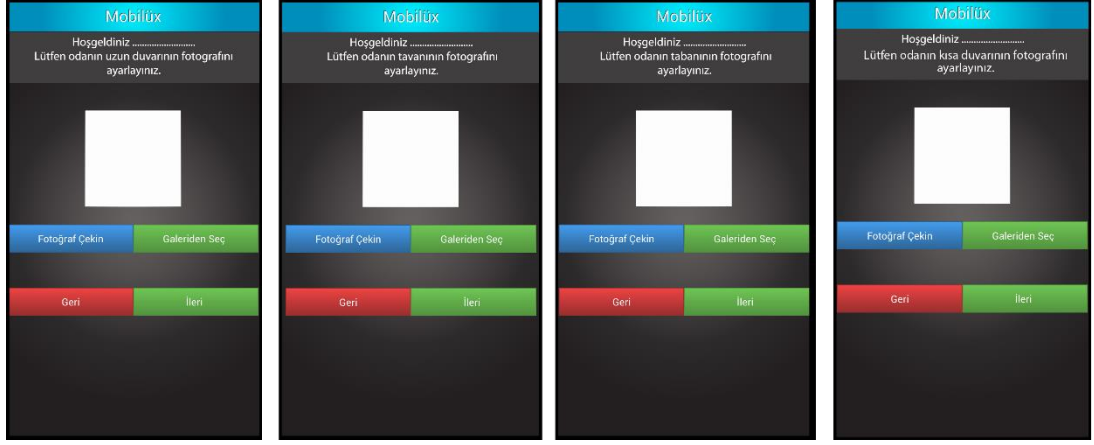 Mobilüx
Hoşgeldiniz ..........................
Lütfen odanın uzun duvarının fotografını
ayarlayınız.
Fotoğraf Çekin
Galeriden Seç
Geri
İleri
Mobilüx
Hoşgeldiniz ..........................
Lütfen odanın tavanının fotografını
ayarlayınız.
Fotoğraf Çekin
Galeriden Seç
Geri
İleri
Mobilüx
Hoşgeldiniz ..........................
Lütfen odanın tabanının fotografını
ayarlayınız.
Fotoğraf Çekin
Galeriden Seç
Geri
İleri
Mobilüx
Hoşgeldiniz ..........................
Lütfen odanın kısa duvarının fotografını
ayarlayınız.
Fotoğraf Çekin
Galeriden Seç
Geri
İleri